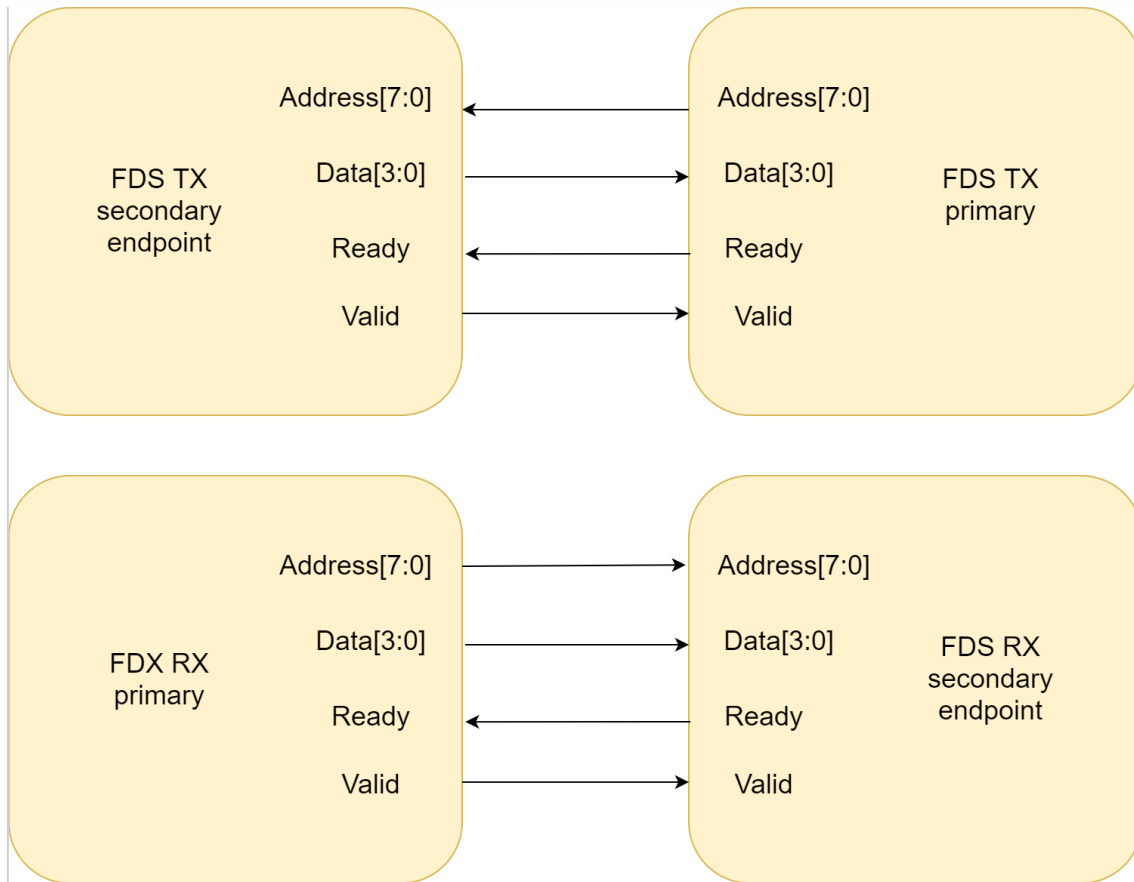 Address[7:0]
Address[7:0]
Data[3:0]
Data[3:0]
FDS TX
secondary
endpoint
FDS TX
primary
Ready
Ready
Valid
Valid
Address[7:0]
Address[7:0]
Data[3:0]
Data[3:0]
FDX RX
primary
FDS RX
secondary
endpoint
Ready
Ready
Valid
Valid